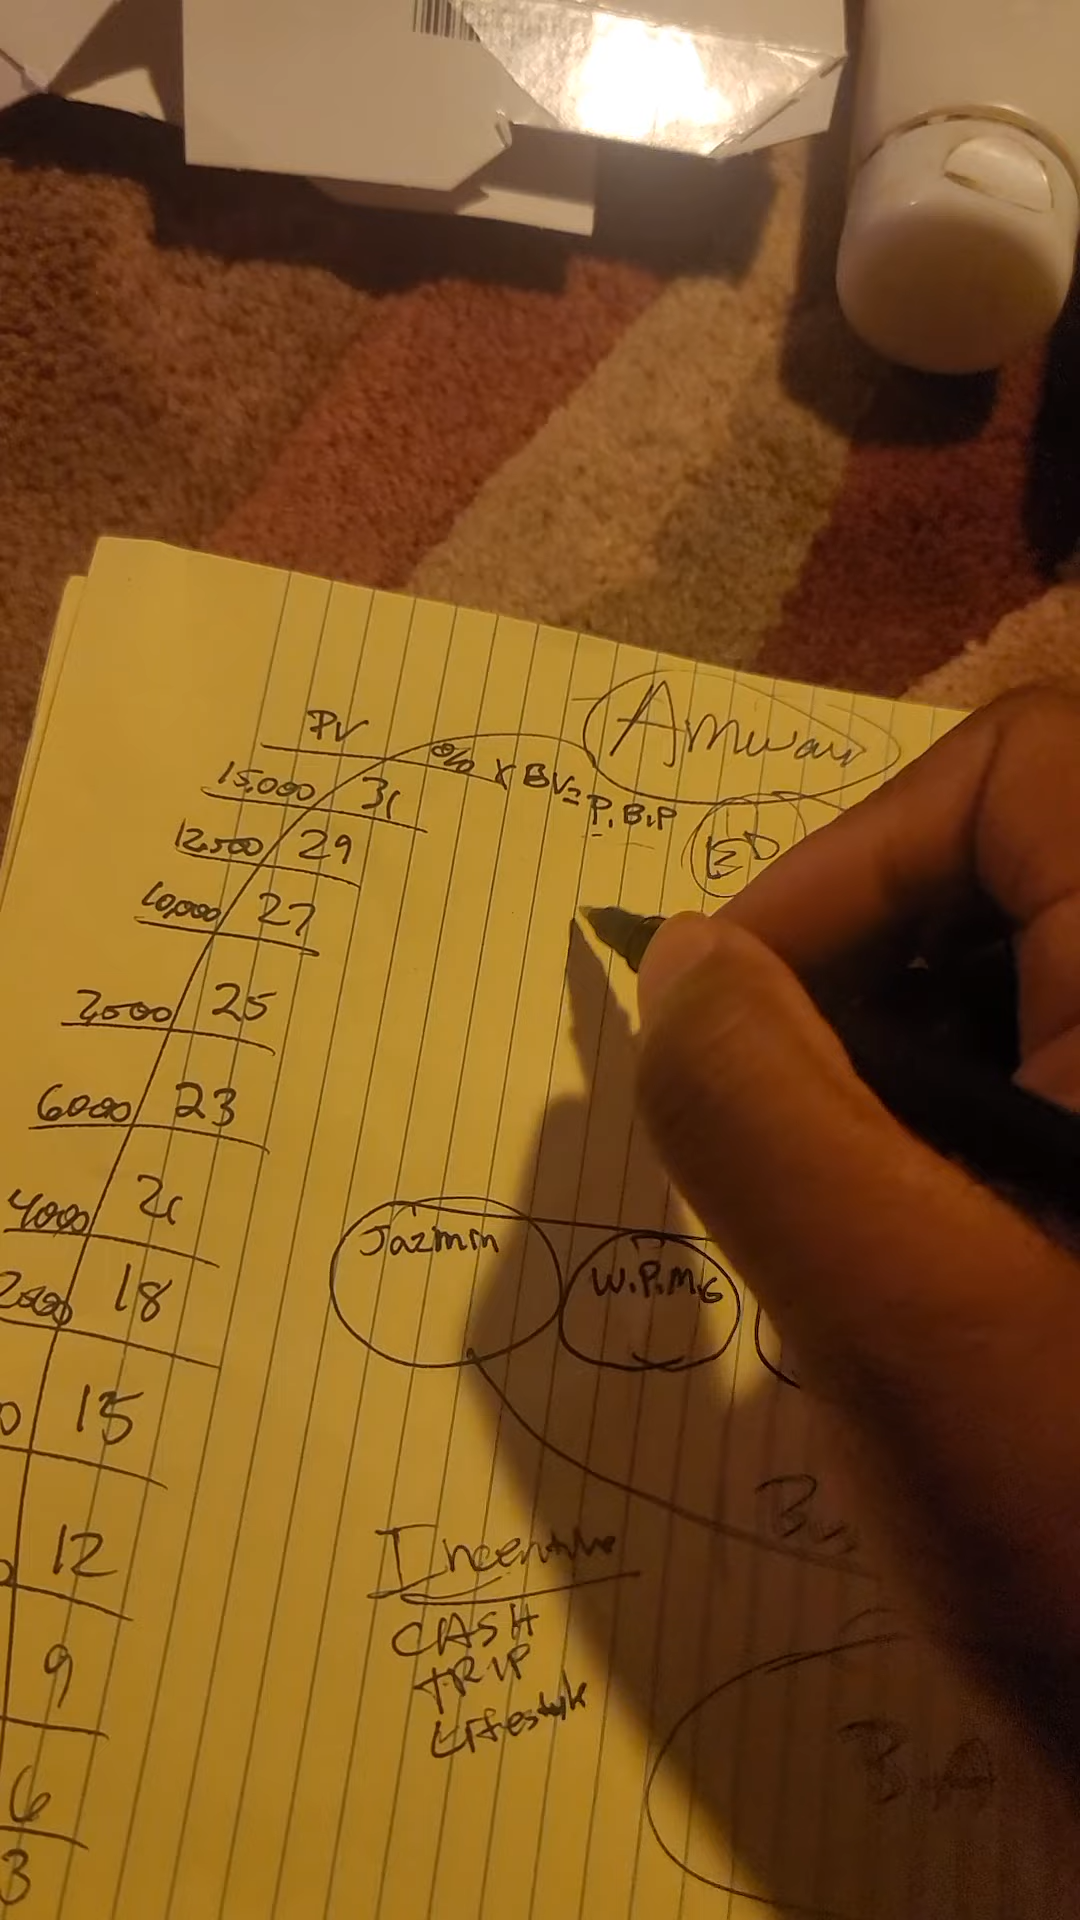 Amway
PV % X BV = P.B.P
15,000 31
12,500 29
10,000 27
7,500 25
6000 23
4000 21
2000 18
15
12
9
6
3
Jazmin
W.P.M.G
Incentive
CASH
TRIP
Lifestyle